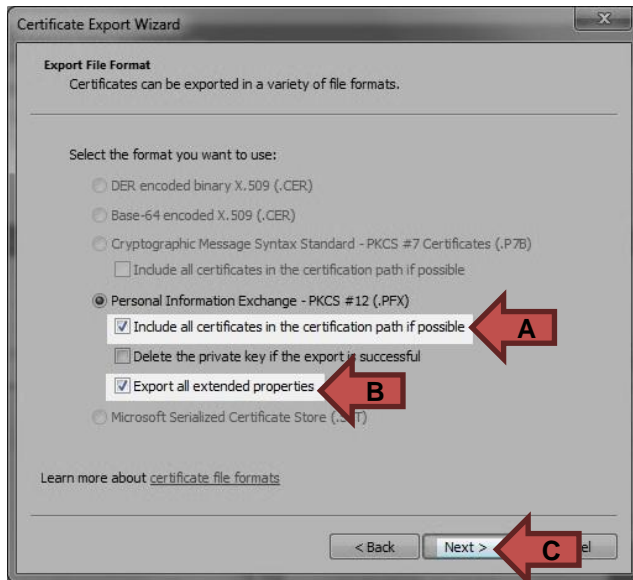 Certificate Export Wizard
Export File Format
Certificates can be exported in a variety of file formats.
Select the format you want to use:
DER encoded binary X.509 (.CER)
Base-64 encoded X.509 (.CER)
Cryptographic Message Syntax Standard - PKCS #7 Certificates (.P7B)
Include all certificates in the certification path if possible
Personal Information Exchange - PKCS #12 (.PFX)
Include all certificates in the certification path if possible
A
Delete the private key if the export is successful
Export all extended properties
B
Microsoft Serialized Certificate Store
Learn more about certificate file formats
< Back
Next >
C